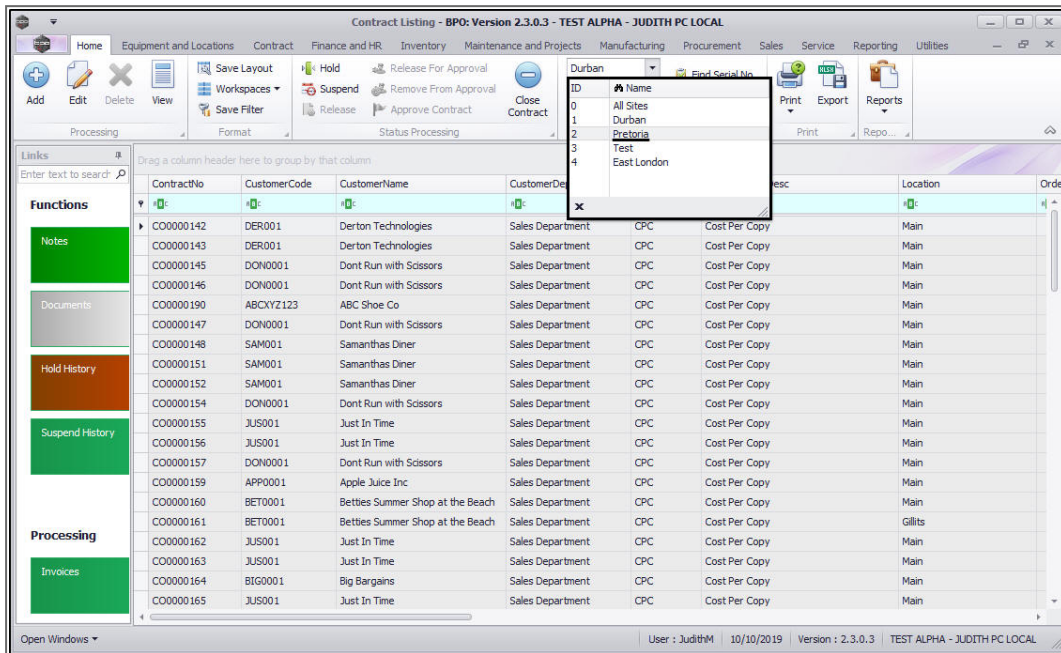 Contract Listing - BPO: Version 2.3.0.3 - TEST ALPHA - JUDITH PC LOCAL
Home Equipment and Locations Contract Finance and HR Inventory Maintenance and Projects Manufacturing Procurement Sales Service Reporting Utilities
Add Edit Delete View
Save Layout
Workspaces
Save Filter
Hold
Suspend
Release
Release For Approval
Remove From Approval
Approve Contract
Close Contract
Durban
Find Serial No
Print Export Reports
Processing Format Status Processing Print Repo...
ID Name
0 All Sites
1 Durban
2 Pretoria
3 Test
4 East London
Links
Enter text to search
Functions
Notes
Documents
Hold History
Suspend History
Processing
Invoices
Drag a column header here to group by that column
ContractNo CustomerCode CustomerName Location
CO0000142 DER001 Derton Technologies Sales Department CPC Cost Per Copy Main
CO0000143 DER001 Derton Technologies Sales Department CPC Cost Per Copy Main
CO0000145 DON0001 Dont Run with Scissors Sales Department CPC Cost Per Copy Main
CO0000146 DON0001 Dont Run with Scissors Sales Department CPC Cost Per Copy Main
CO0000190 ABCXYZ123 ABC Shoe Co Sales Department CPC Cost Per Copy Main
CO0000147 DON0001 Dont Run with Scissors Sales Department CPC Cost Per Copy Main
CO0000148 SAM001 Samanthas Diner Sales Department CPC Cost Per Copy Main
CO0000151 SAM001 Samanthas Diner Sales Department CPC Cost Per Copy Main
CO0000152 SAM001 Samanthas Diner Sales Department CPC Cost Per Copy Main
CO0000154 DON0001 Dont Run with Scissors Sales Department CPC Cost Per Copy Main
CO0000155 JUS001 Just In Time Sales Department CPC Cost Per Copy Main
CO0000156 JUS001 Just In Time Sales Department CPC Cost Per Copy Main
CO0000157 DON0001 Dont Run with Scissors Sales Department CPC Cost Per Copy Main
CO0000159 APP0001 Apple Juice Inc Sales Department CPC Cost Per Copy Main
CO0000160 BET0001 Betties Summer Shop at the Beach Sales Department CPC Cost Per Copy Main
CO0000161 BET0001 Betties Summer Shop at the Beach Sales Department CPC Cost Per Copy Gillits
CO0000162 JUS001 Just In Time Sales Department CPC Cost Per Copy Main
CO0000163 JUS001 Just In Time Sales Department CPC Cost Per Copy Main
CO0000164 BIG0001 Big Bargains Sales Department CPC Cost Per Copy Main
CO0000165 JUS001 Just In Time Sales Department CPC Cost Per Copy Main
Open Windows User : JudithM 10/10/2019 Version : 2.3.0.3 TEST ALPHA - JUDITH PC LOCAL